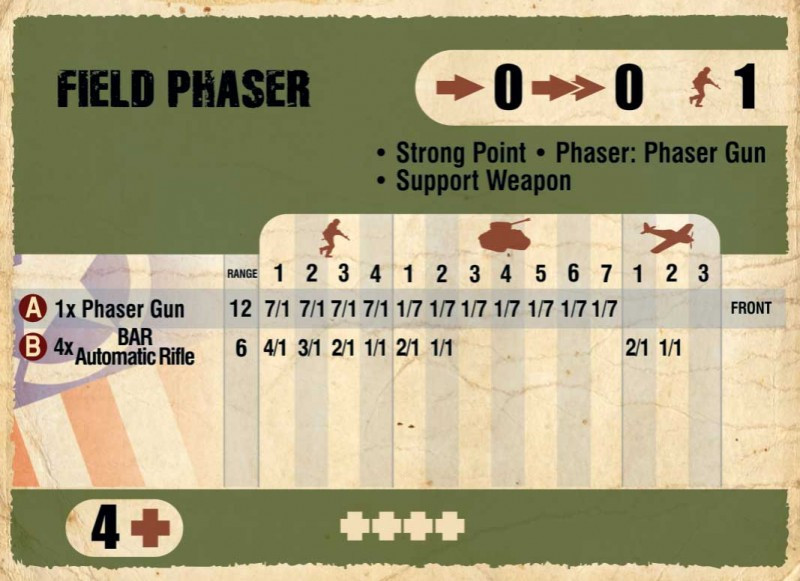 FIELD PHASER
0 0 1
• Strong Point • Phaser: Phaser Gun
• Support Weapon
RANGE 1 2 3 4 1 2 3 4 5 6 7 1 2 3
A 1x Phaser Gun 12 7/1 7/1 7/1 7/1 1/7 1/7 1/7 1/7 1/7 1/7 1/7 FRONT
B 4x BAR Automatic Rifle 6 4/1 3/1 2/1 1/1 2/1 1/1 2/1 1/1
4